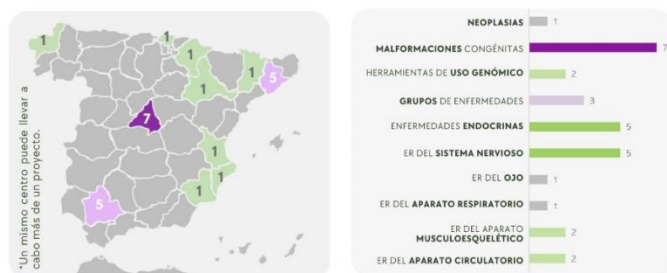 *Un mismo centro puede llevar a
cabo más de un proyecto.
1
1
1
1
1
5
1
7
1
1
1
5
NEOPLASIAS 1
MALFORMACIONES CONGÉNITAS 7
HERRAMIENTAS DE USO GENÓMICO 2
GRUPOS DE ENFERMEDADES 3
ENFERMEDADES ENDOCRINAS 5
ER DEL SISTEMA NERVIOSO 5
ER DEL OJO 1
ER DEL APARATO RESPIRATORIO 1
ER DEL APARATO
MUSCULOESQUELÉTICO 2
ER DEL APARATO CIRCULATORIO 2